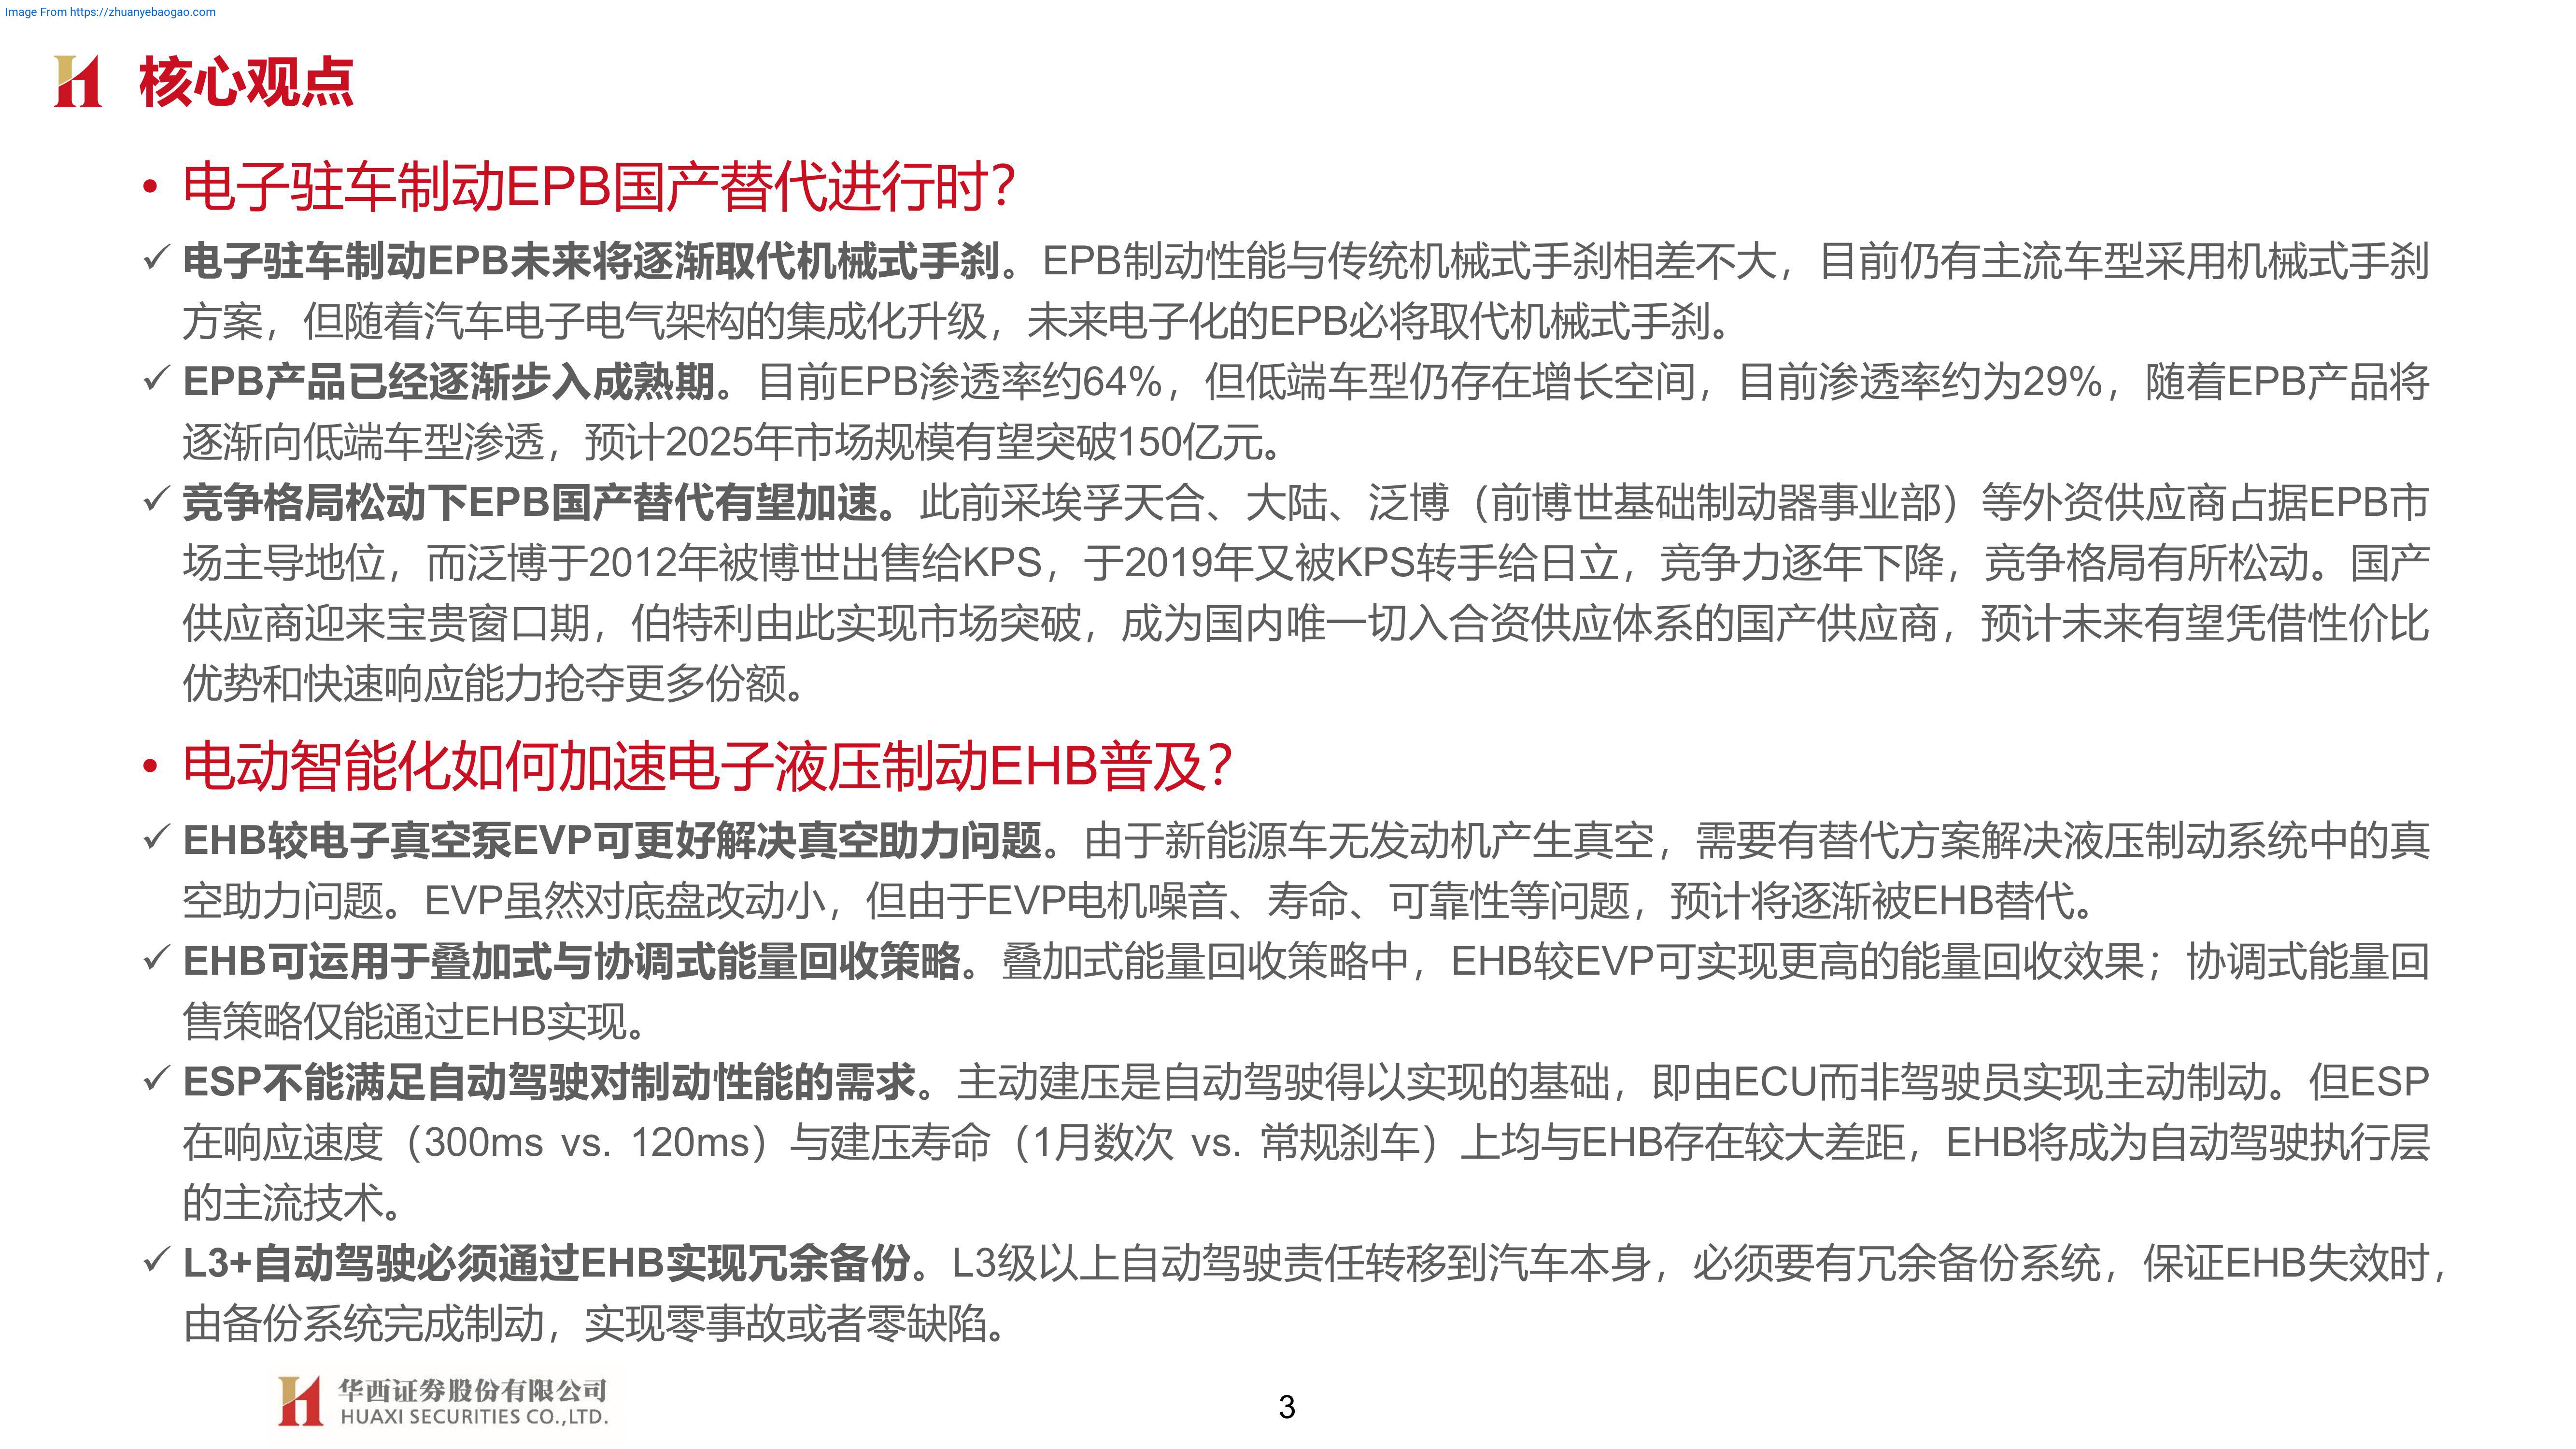 Image From https://zhuanyebaogao.com
核心观点
• 电子驻车制动EPB国产替代进行时？
✓ 电子驻车制动EPB未来将逐渐取代机械式手刹。EPB制动性能与传统机械式手刹相差不大，目前仍有主流车型采用机械式手刹
方案，但随着汽车电子电气架构的集成化升级，未来电子化的EPB必将取代机械式手刹。
✓ EPB产品已经逐渐步入成熟期。目前EPB渗透率约64%，但低端车型仍存在增长空间，目前渗透率约为29%，随着EPB产品将
逐渐向低端车型渗透，预计2025年市场规模有望突破150亿元。
✓ 竞争格局松动下EPB国产替代有望加速。此前采埃孚天合、大陆、泛博（前博世基础制动器事业部）等外资供应商占据EPB市
场主导地位，而泛博于2012年被博世出售给KPS，于2019年又被KPS转手给日立，竞争力逐年下降，竞争格局有所松动。国产
供应商迎来宝贵窗口期，伯特利由此实现市场突破，成为国内唯一切入合资供应体系的国产供应商，预计未来有望凭借性价比
优势和快速响应能力抢夺更多份额。
• 电动智能化如何加速电子液压制动EHB普及？
✓ EHB较电子真空泵EVP可更好解决真空助力问题。由于新能源车无发动机产生真空，需要有替代方案解决液压制动系统中的真
空助力问题。EVP虽然对底盘改动小，但由于EVP电机噪音、寿命、可靠性等问题，预计将逐渐被EHB替代。
✓ EHB可运用于叠加式与协调式能量回收策略。叠加式能量回收策略中，EHB较EVP可实现更高的能量回收效果；协调式能量回
售策略仅能通过EHB实现。
✓ ESP不能满足自动驾驶对制动性能的需求。主动建压是自动驾驶得以实现的基础，即由ECU而非驾驶员实现主动制动。但ESP
在响应速度（300ms vs. 120ms）与建压寿命（1月数次 vs. 常规刹车）上均与EHB存在较大差距，EHB将成为自动驾驶执行层
的主流技术。
✓ L3+自动驾驶必须通过EHB实现冗余备份。L3级以上自动驾驶责任转移到汽车本身，必须要有冗余备份系统，保证EHB失效时，
由备份系统完成制动，实现零事故或者零缺陷。
华西证券股份有限公司
HUAXI SECURITIES CO.,LTD.
3